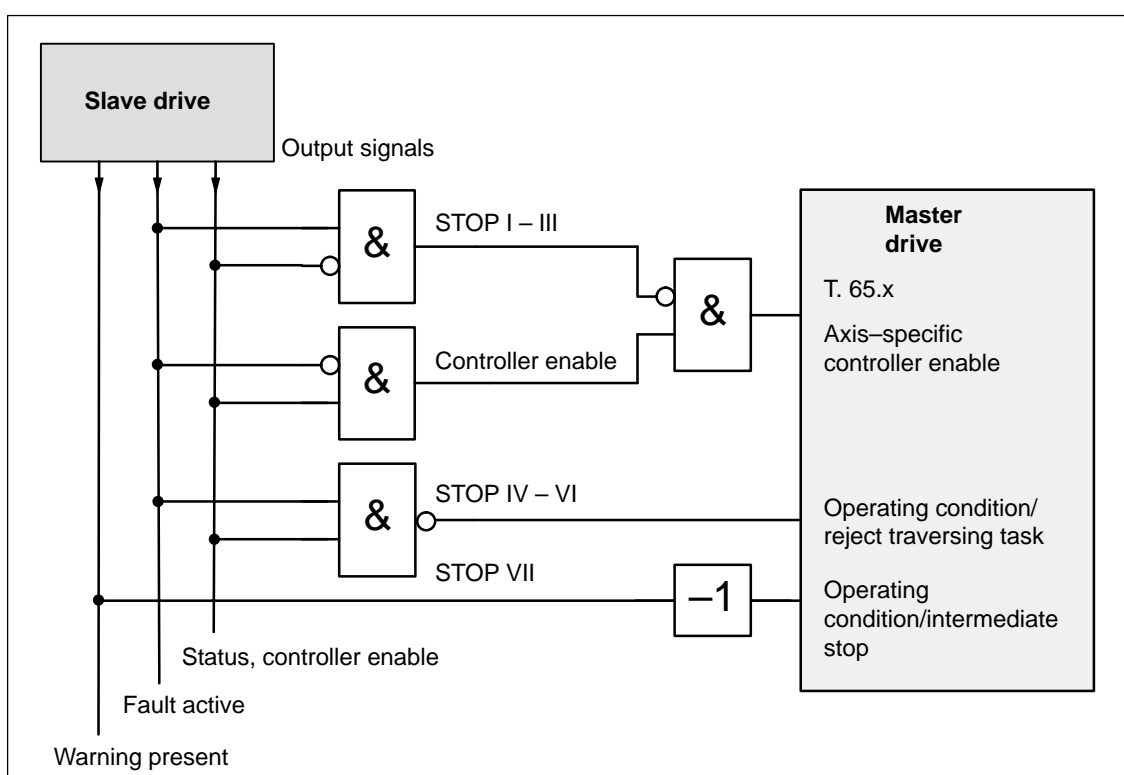 Slave drive
Output signals
&
STOP I – III
&
Controller enable
&
&
STOP IV – VI
STOP VII
–1
Master
drive
T. 65.x
Axis–specific
controller enable
Operating condition/
reject traversing task
Operating
condition/intermediate
stop
Status, controller enable
Fault active
Warning present